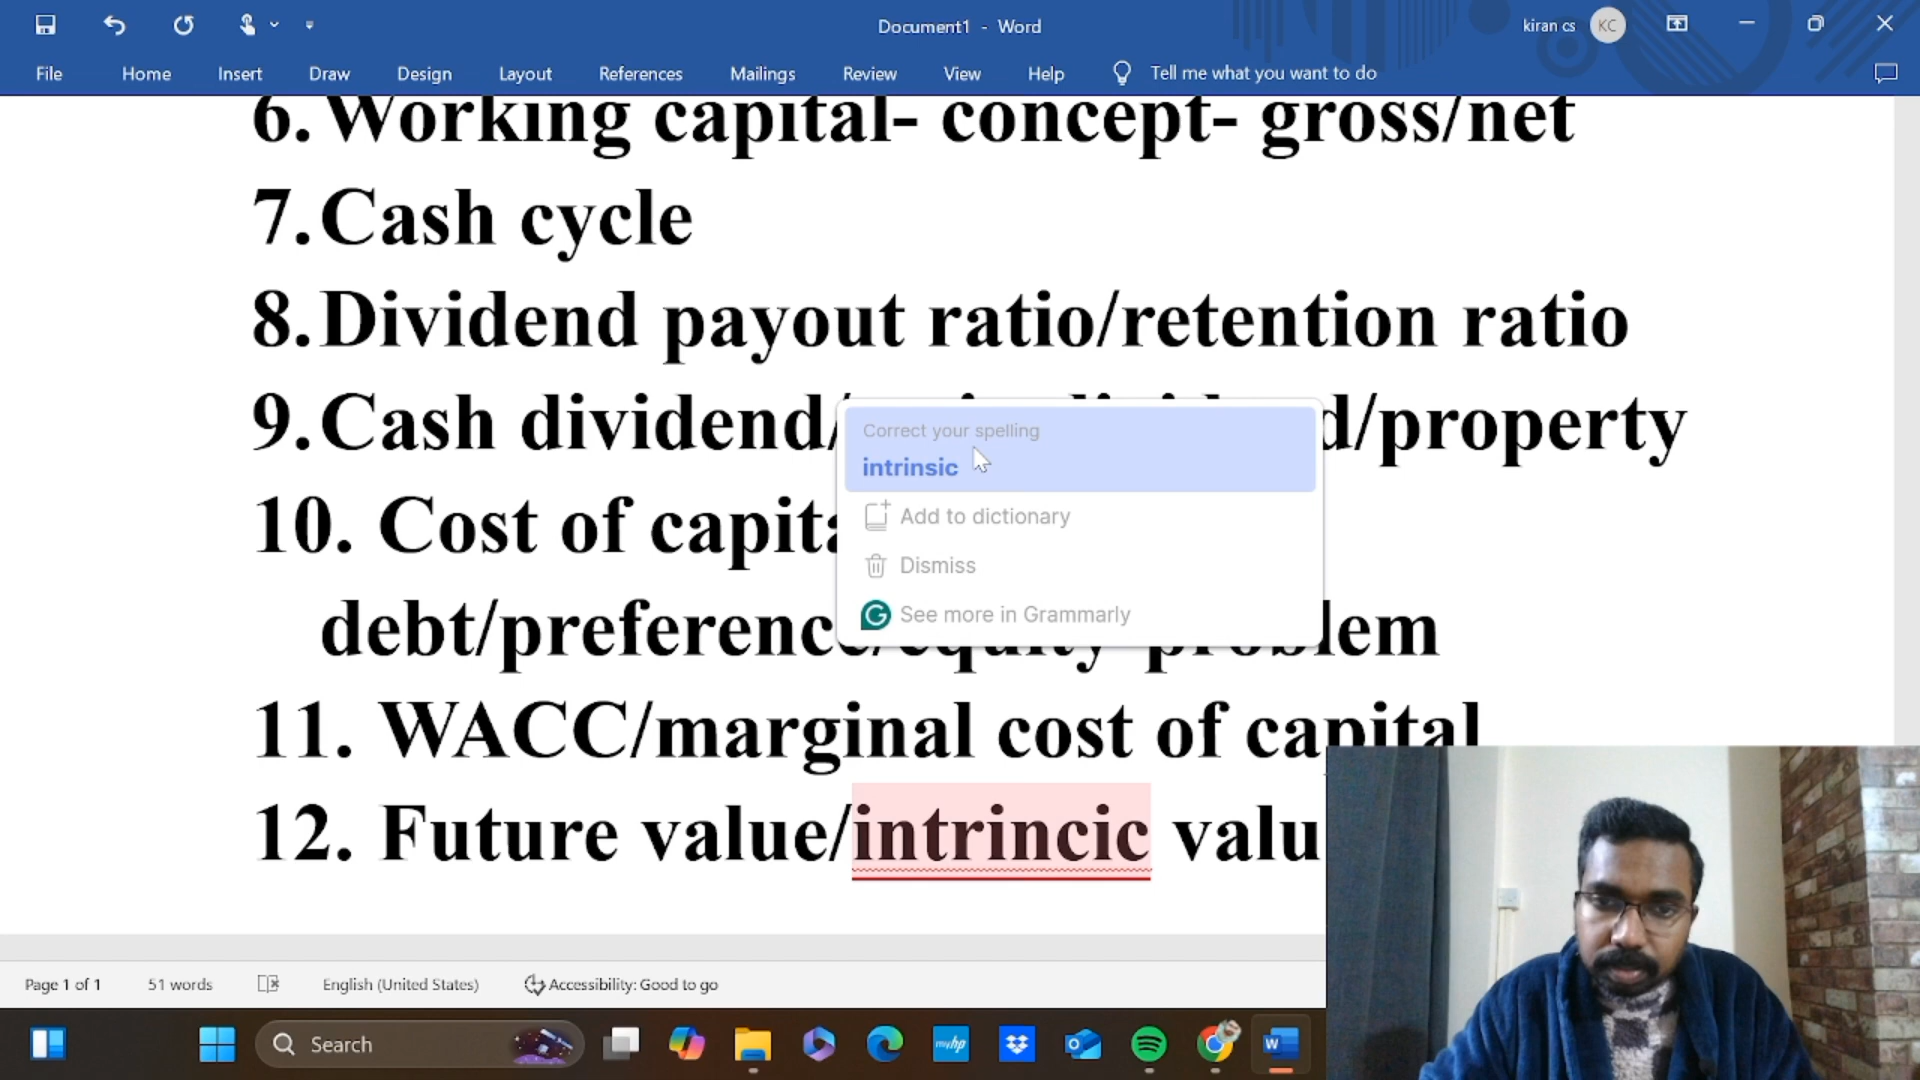 Document1 - Word
kiran cs KC
File Home Insert Draw Design Layout References Mailings Review View Help Tell me what you want to do
6. Working capital- concept- gross/net
7. Cash cycle
8. Dividend payout ratio/retention ratio
9. Cash dividend/ /property
Correct your spelling
intrinsic
Add to dictionary
Dismiss
See more in Grammarly
10. Cost of
debt/
11. WACC/marginal cost of capital
12. Future value/intrincic
Page 1 of 1 51 words English (United States) Accessibility: Good to go
Search
myhp